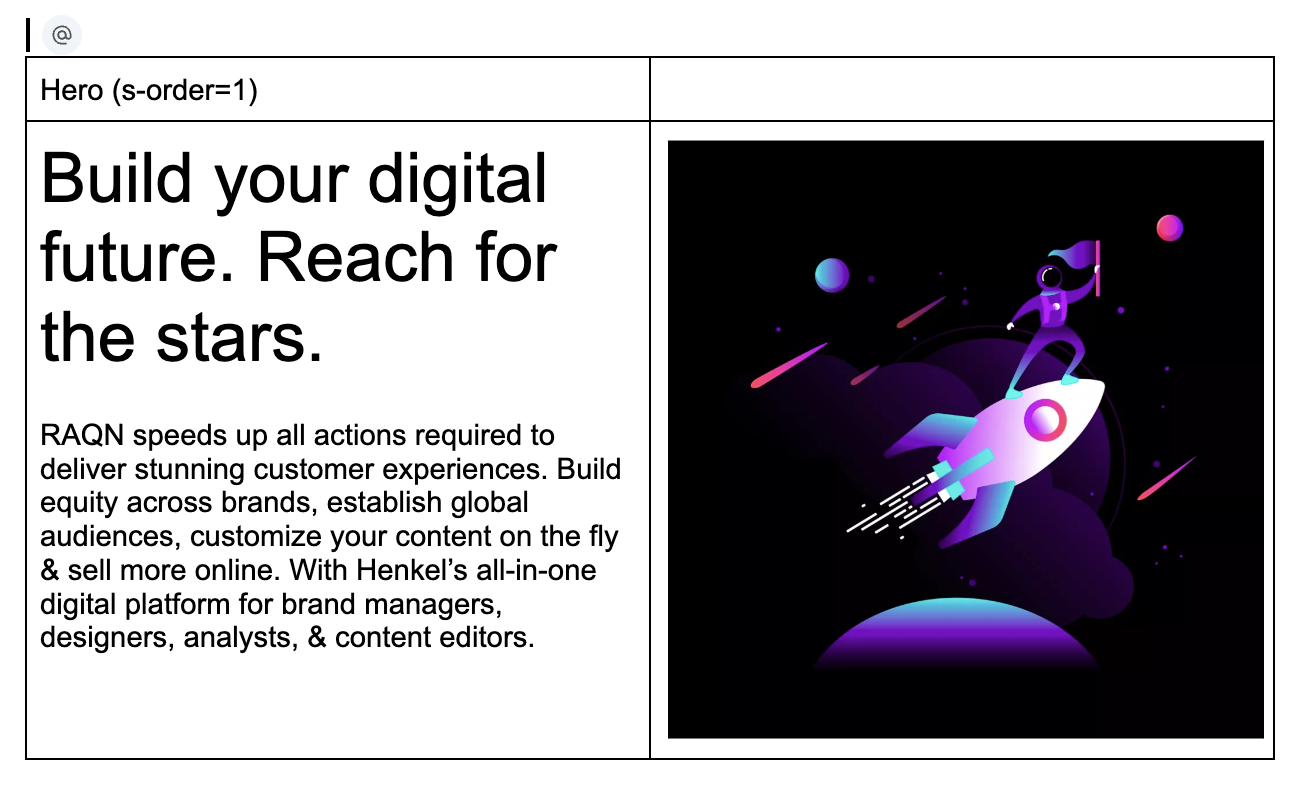 @
Hero (s-order=1)
Build your digital
future. Reach for
the stars.
RAQN speeds up all actions required to
deliver stunning customer experiences. Build
equity across brands, establish global
audiences, customize your content on the fly
& sell more online. With Henkel’s all-in-one
digital platform for brand managers,
designers, analysts, & content editors.